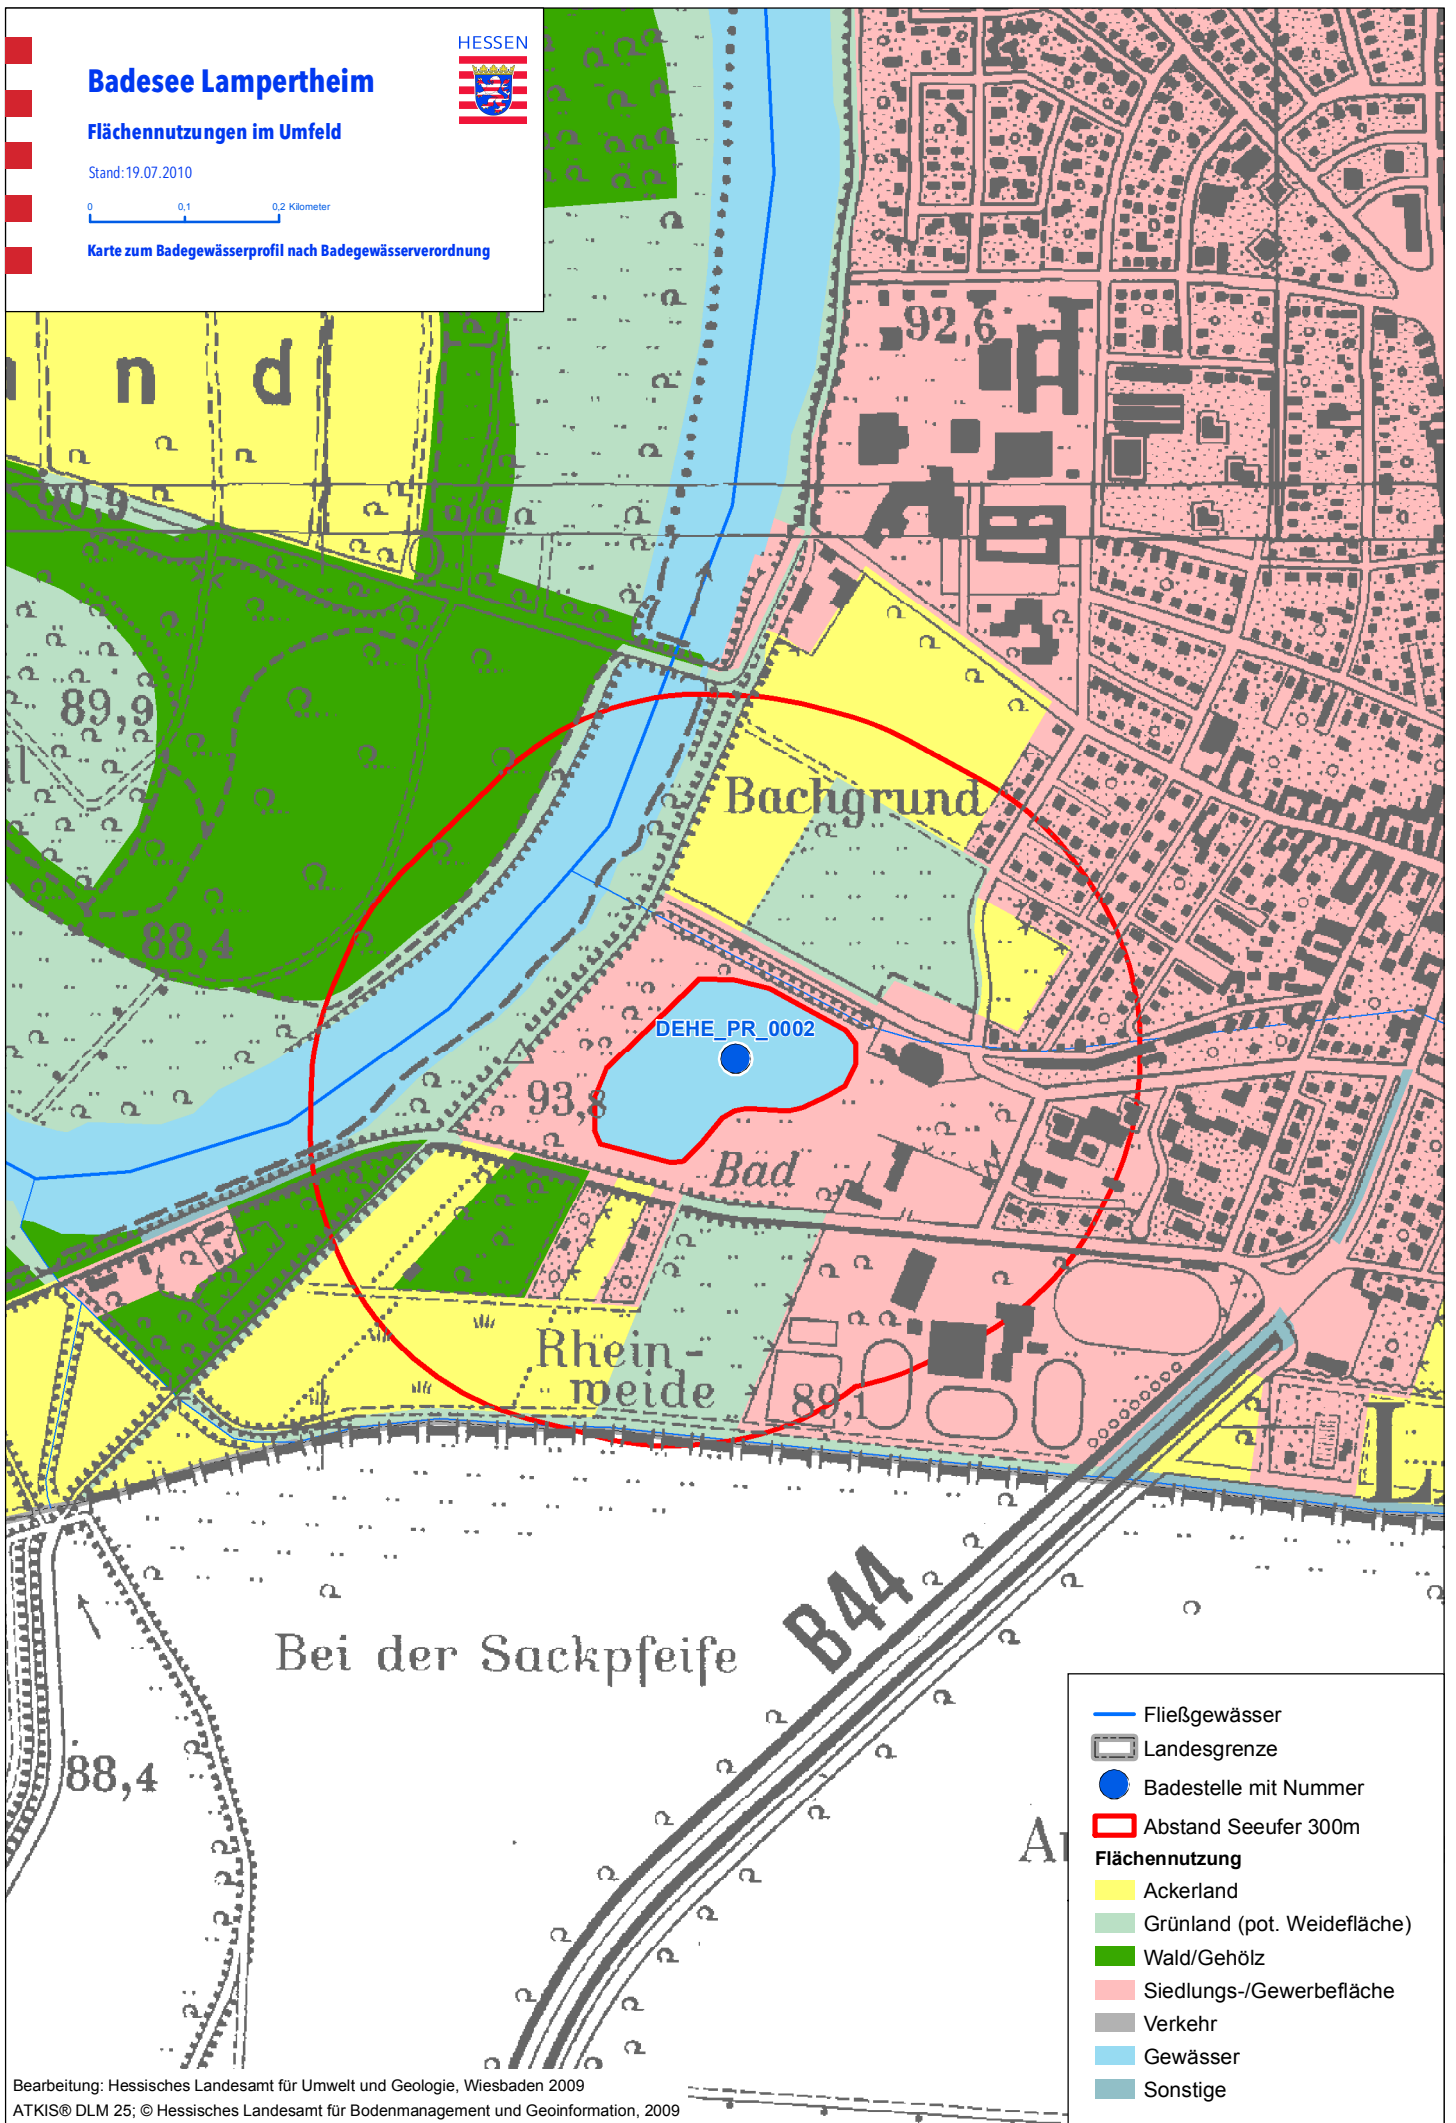 HESSEN
Badesee Lampertheim
Flächennutzungen im Umfeld
Stand:19.07.2010
0 0,1 0,2 Kilometer
Karte zum Badegewässerprofil nach Badegewässerverordnung
92,6
n d
90,9
89,9
Bachgrund
88,4
DEHE_PR_0002
93,8
Bad
Rhein-
weide
89,1
L
B44
Bei der Sackpfeife
88,4
A
Fließgewässer
Landesgrenze
Badestelle mit Nummer
Abstand Seeufer 300m
Flächennutzung
Ackerland
Grünland (pot. Weidefläche)
Wald/Gehölz
Siedlungs-/Gewerbefläche
Verkehr
Gewässer
Sonstige
Bearbeitung: Hessisches Landesamt für Umwelt und Geologie, Wiesbaden 2009
ATKIS® DLM 25; © Hessisches Landesamt für Bodenmanagement und Geoinformation, 2009